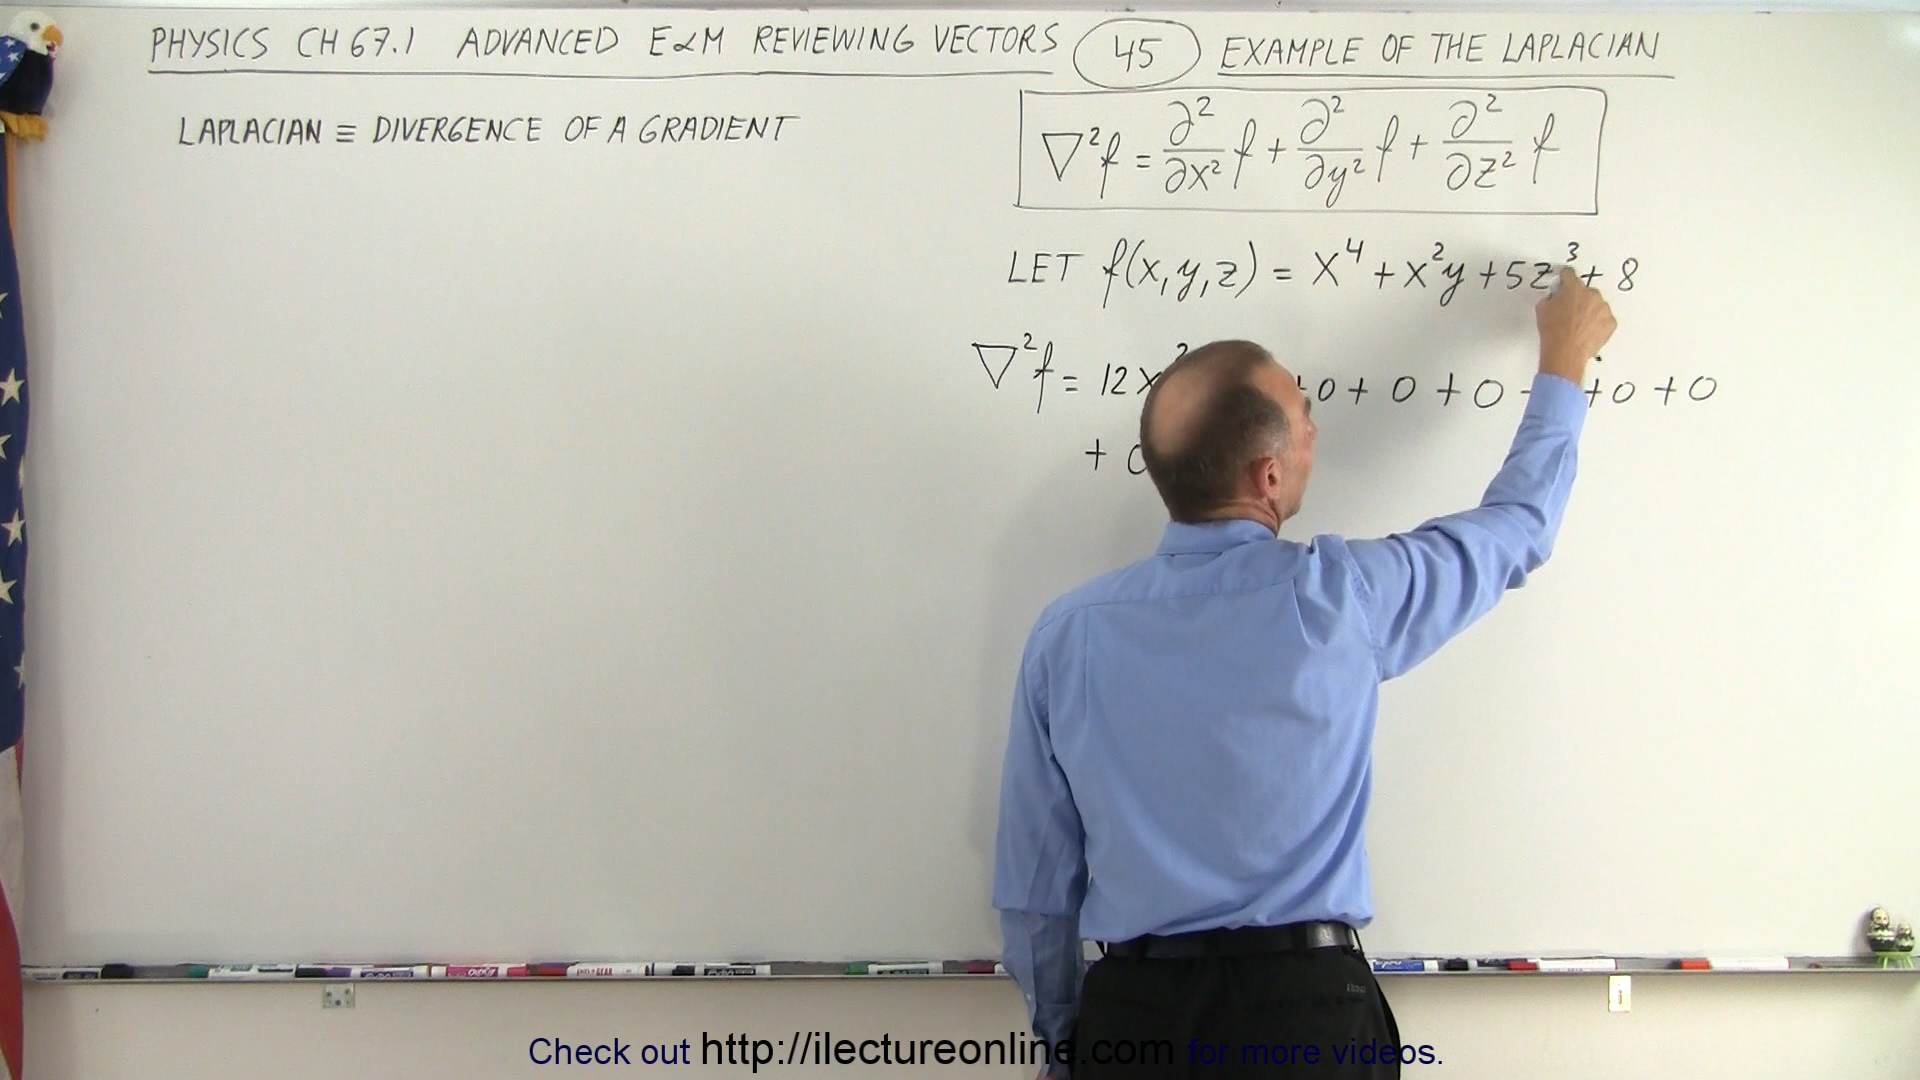 PHYSICS CH 67.1 ADVANCED E&M REVIEWING VECTORS 45 EXAMPLE OF THE LAPLACIAN
LAPLACIAN ≡ DIVERGENCE OF A GRADIENT
∇²f = ∂²/∂x² f + ∂²/∂y² f + ∂²/∂z² f
LET f(x,y,z) = x⁴ + x²y + 5z³ + 8
∇²f = 12x² +0 + 0 + 0 +0 + 0
+ 0
Check out http://ilectureonline.com for more videos.